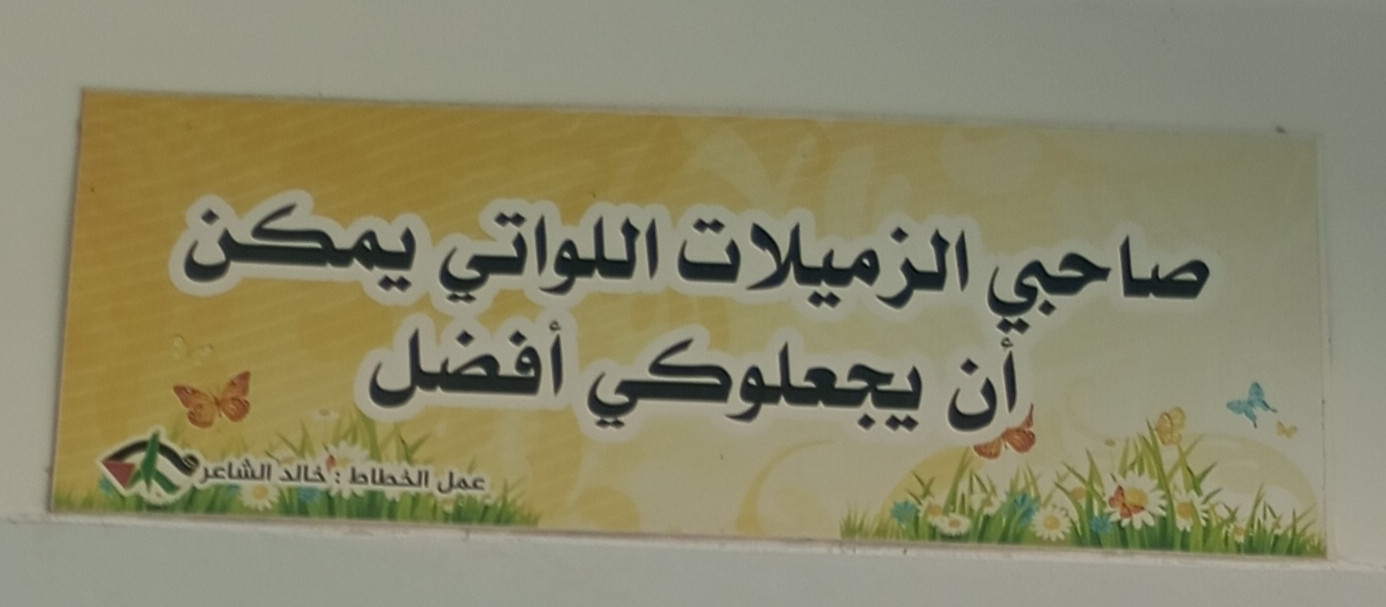 صاحبي الزميلات اللواتي يمكن
أن يجعلوكي أفضل
عمل الخطاط : خالد الشاعر